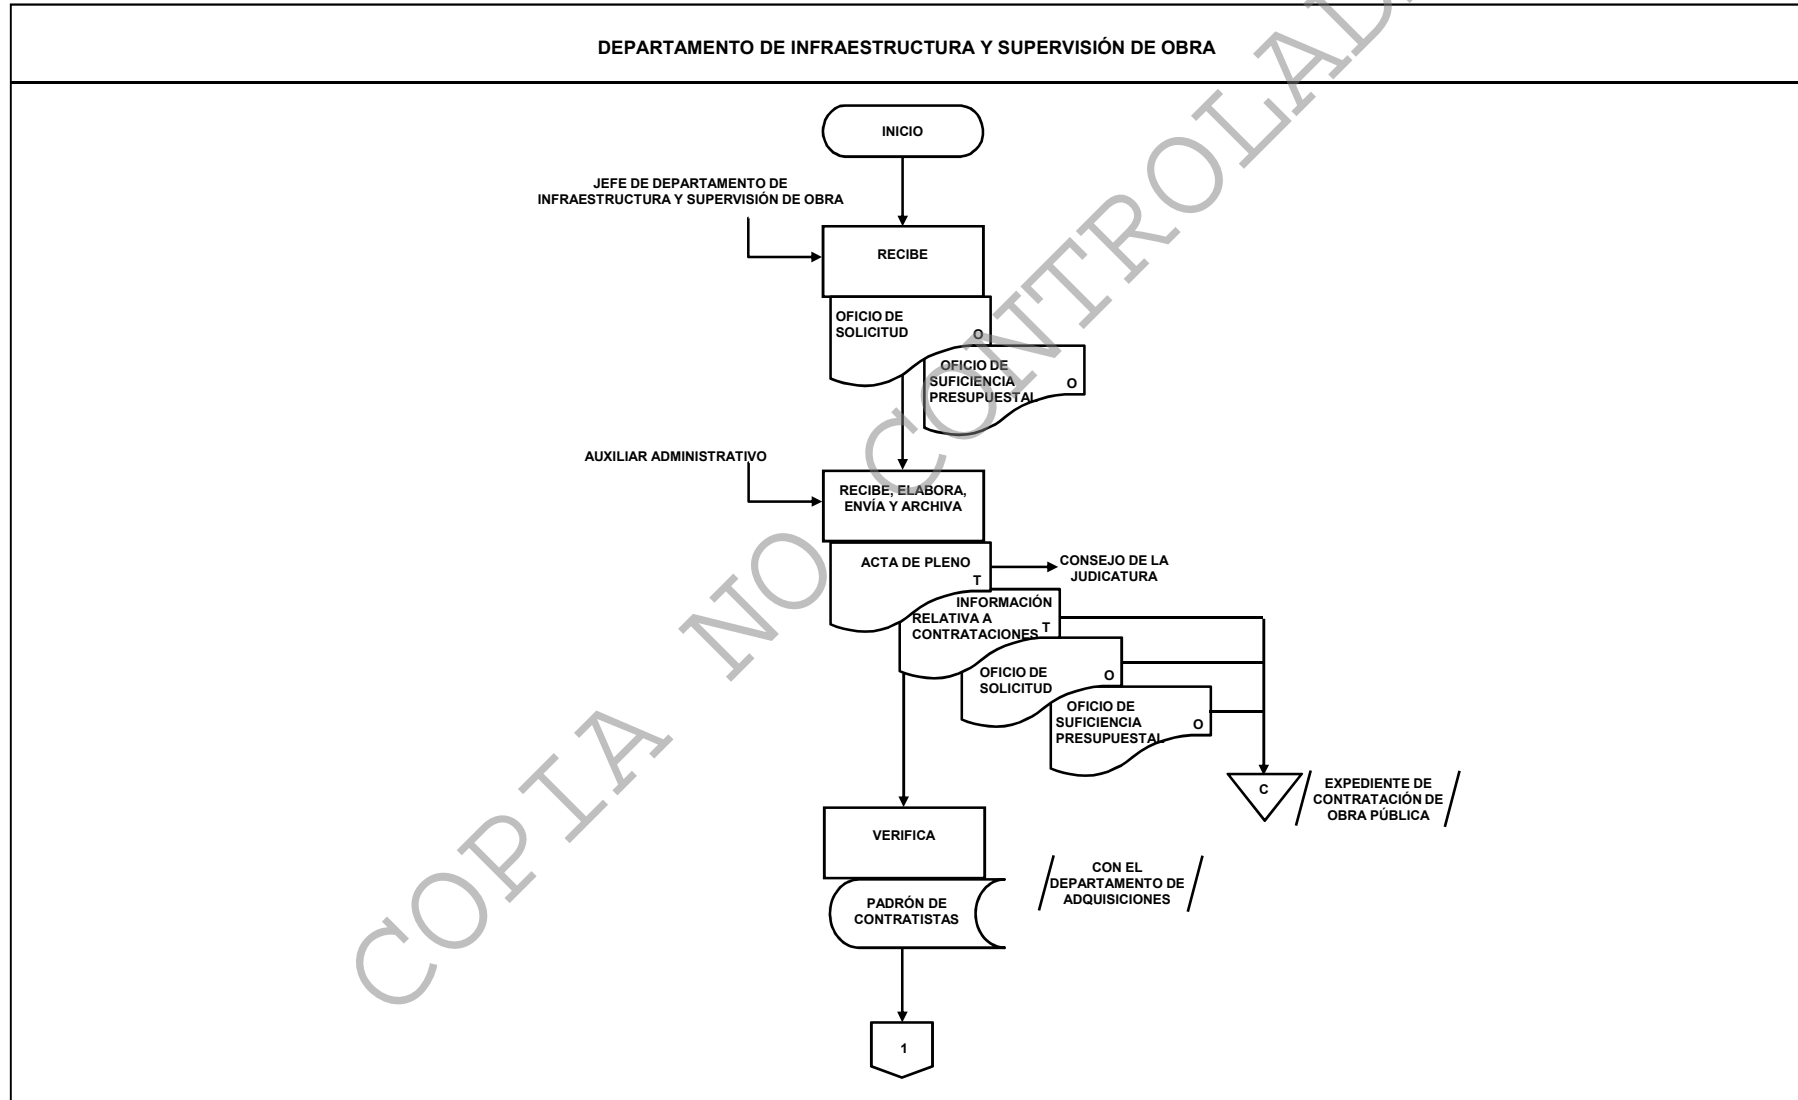 DEPARTAMENTO DE INFRAESTRUCTURA Y SUPERVISIÓN DE OBRA
INICIO
JEFE DE DEPARTAMENTO DE
INFRAESTRUCTURA Y SUPERVISIÓN DE OBRA
RECIBE
OFICIO DE
SOLICITUD
O
OFICIO DE
SUFICIENCIA
PRESUPUESTAL
O
AUXILIAR ADMINISTRATIVO
RECIBE, ELABORA,
ENVÍA Y ARCHIVA
ACTA DE PLENO
T
CONSEJO DE LA
JUDICATURA
INFORMACIÓN
RELATIVA A
CONTRATACIONES
T
OFICIO DE
SOLICITUD
O
OFICIO DE
SUFICIENCIA
PRESUPUESTAL
O
C
EXPEDIENTE DE
CONTRATACIÓN DE
OBRA PÚBLICA
VERIFICA
CON EL
DEPARTAMENTO DE
ADQUISICIONES
PADRÓN DE
CONTRATISTAS
1
COPIA NO CONTROLAD